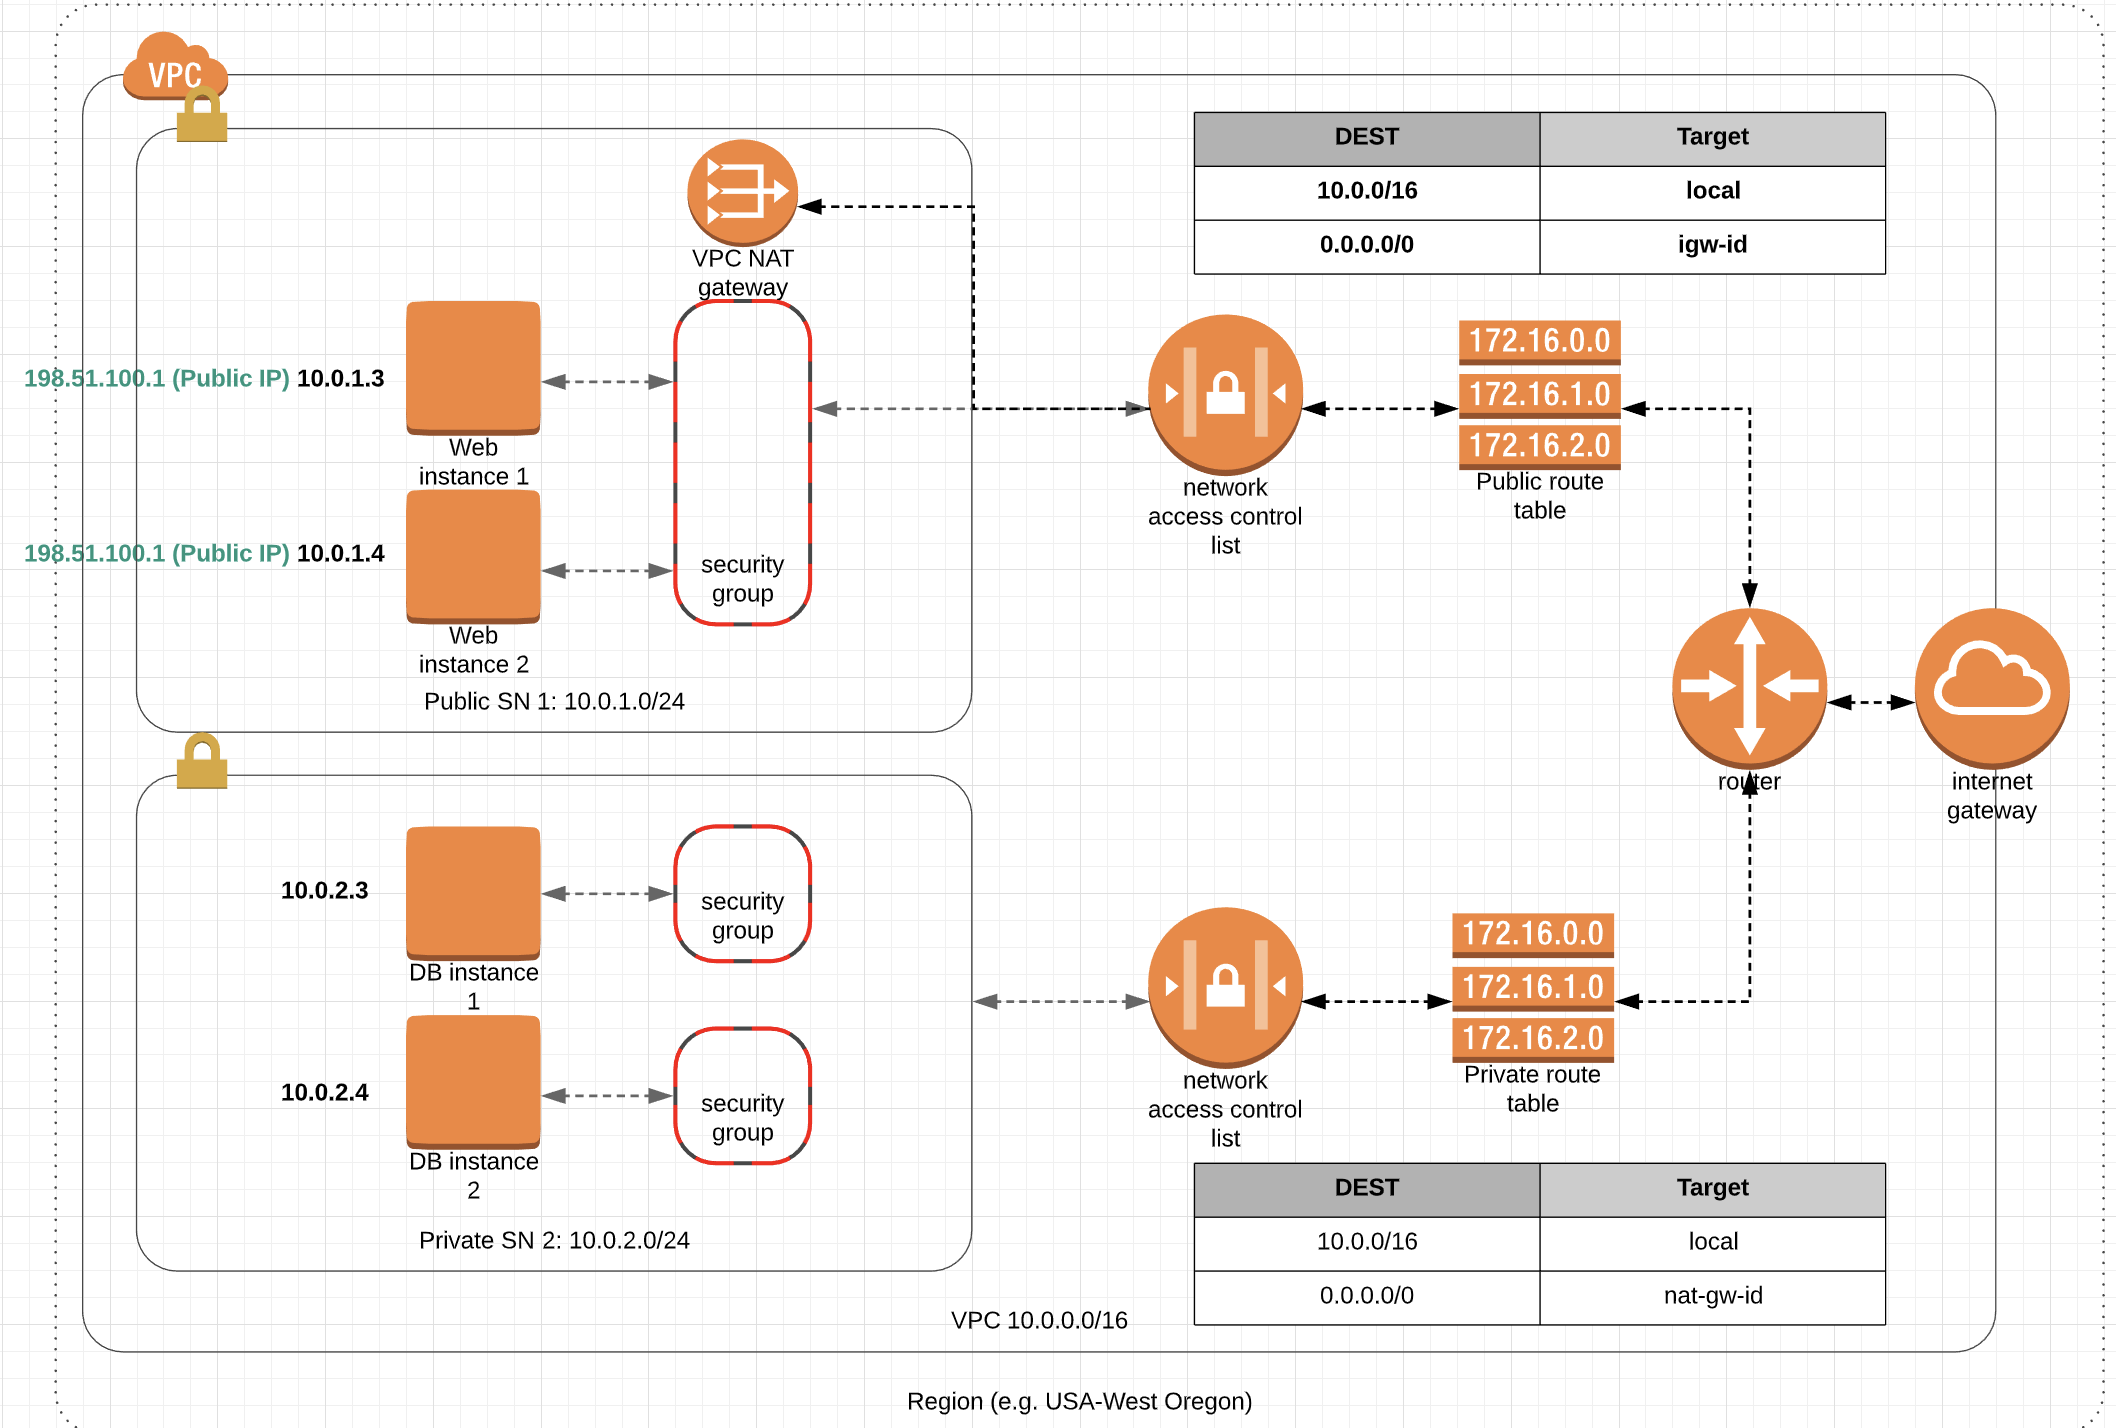 VPC
DEST Target
10.0.0/16 local
0.0.0.0/0 igw-id
VPC NAT
gateway
198.51.100.1 (Public IP) 10.0.1.3
Web
instance 1
198.51.100.1 (Public IP) 10.0.1.4
security
group
Web
instance 2
Public SN 1: 10.0.1.0/24
network
access control
list
172.16.0.0
172.16.1.0
172.16.2.0
Public route
table
router
internet
gateway
10.0.2.3
DB instance
1
security
group
10.0.2.4
DB instance
2
security
group
Private SN 2: 10.0.2.0/24
network
access control
list
172.16.0.0
172.16.1.0
172.16.2.0
Private route
table
DEST Target
10.0.0/16 local
0.0.0.0/0 nat-gw-id
VPC 10.0.0.0/16
Region (e.g. USA-West Oregon)